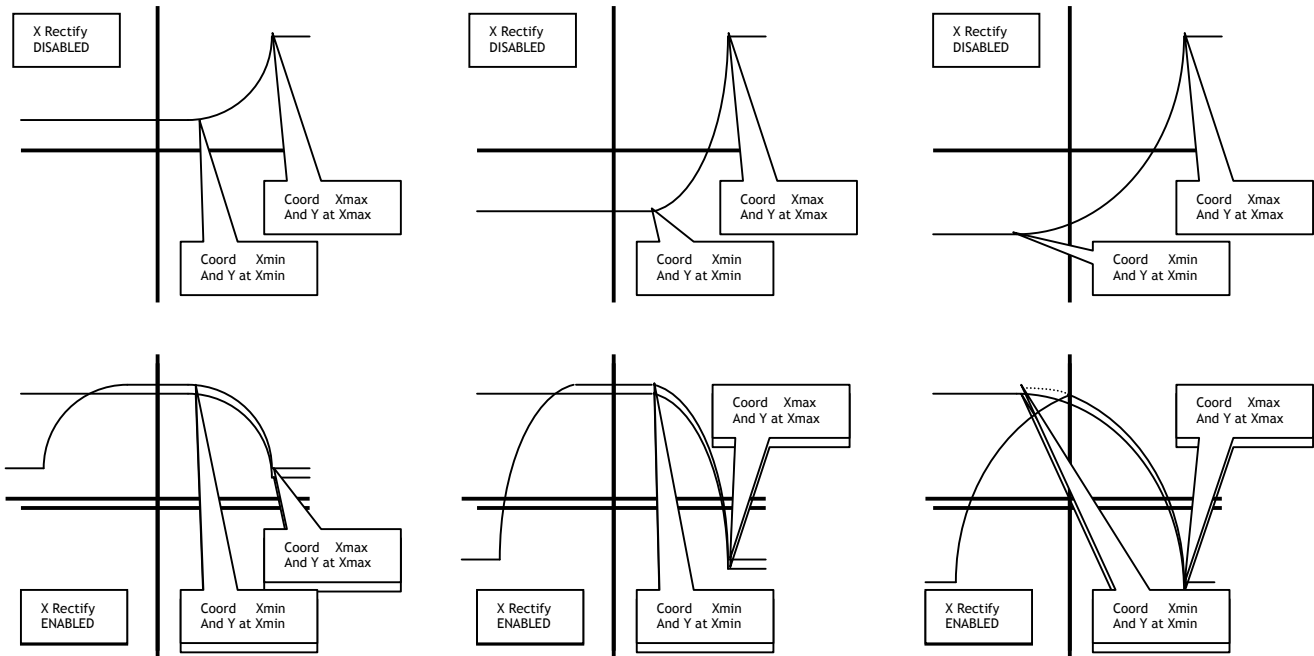 X Rectify
DISABLED
Coord Xmax
And Y at Xmax
Coord Xmin
And Y at Xmin
X Rectify
DISABLED
Coord Xmax
And Y at Xmax
Coord Xmin
And Y at Xmin
X Rectify
DISABLED
Coord Xmax
And Y at Xmax
Coord Xmin
And Y at Xmin
Coord Xmax
And Y at Xmax
X Rectify
ENABLED
Coord Xmin
And Y at Xmin
Coord Xmax
And Y at Xmax
X Rectify
ENABLED
Coord Xmin
And Y at Xmin
Coord Xmax
And Y at Xmax
X Rectify
ENABLED
Coord Xmin
And Y at Xmin